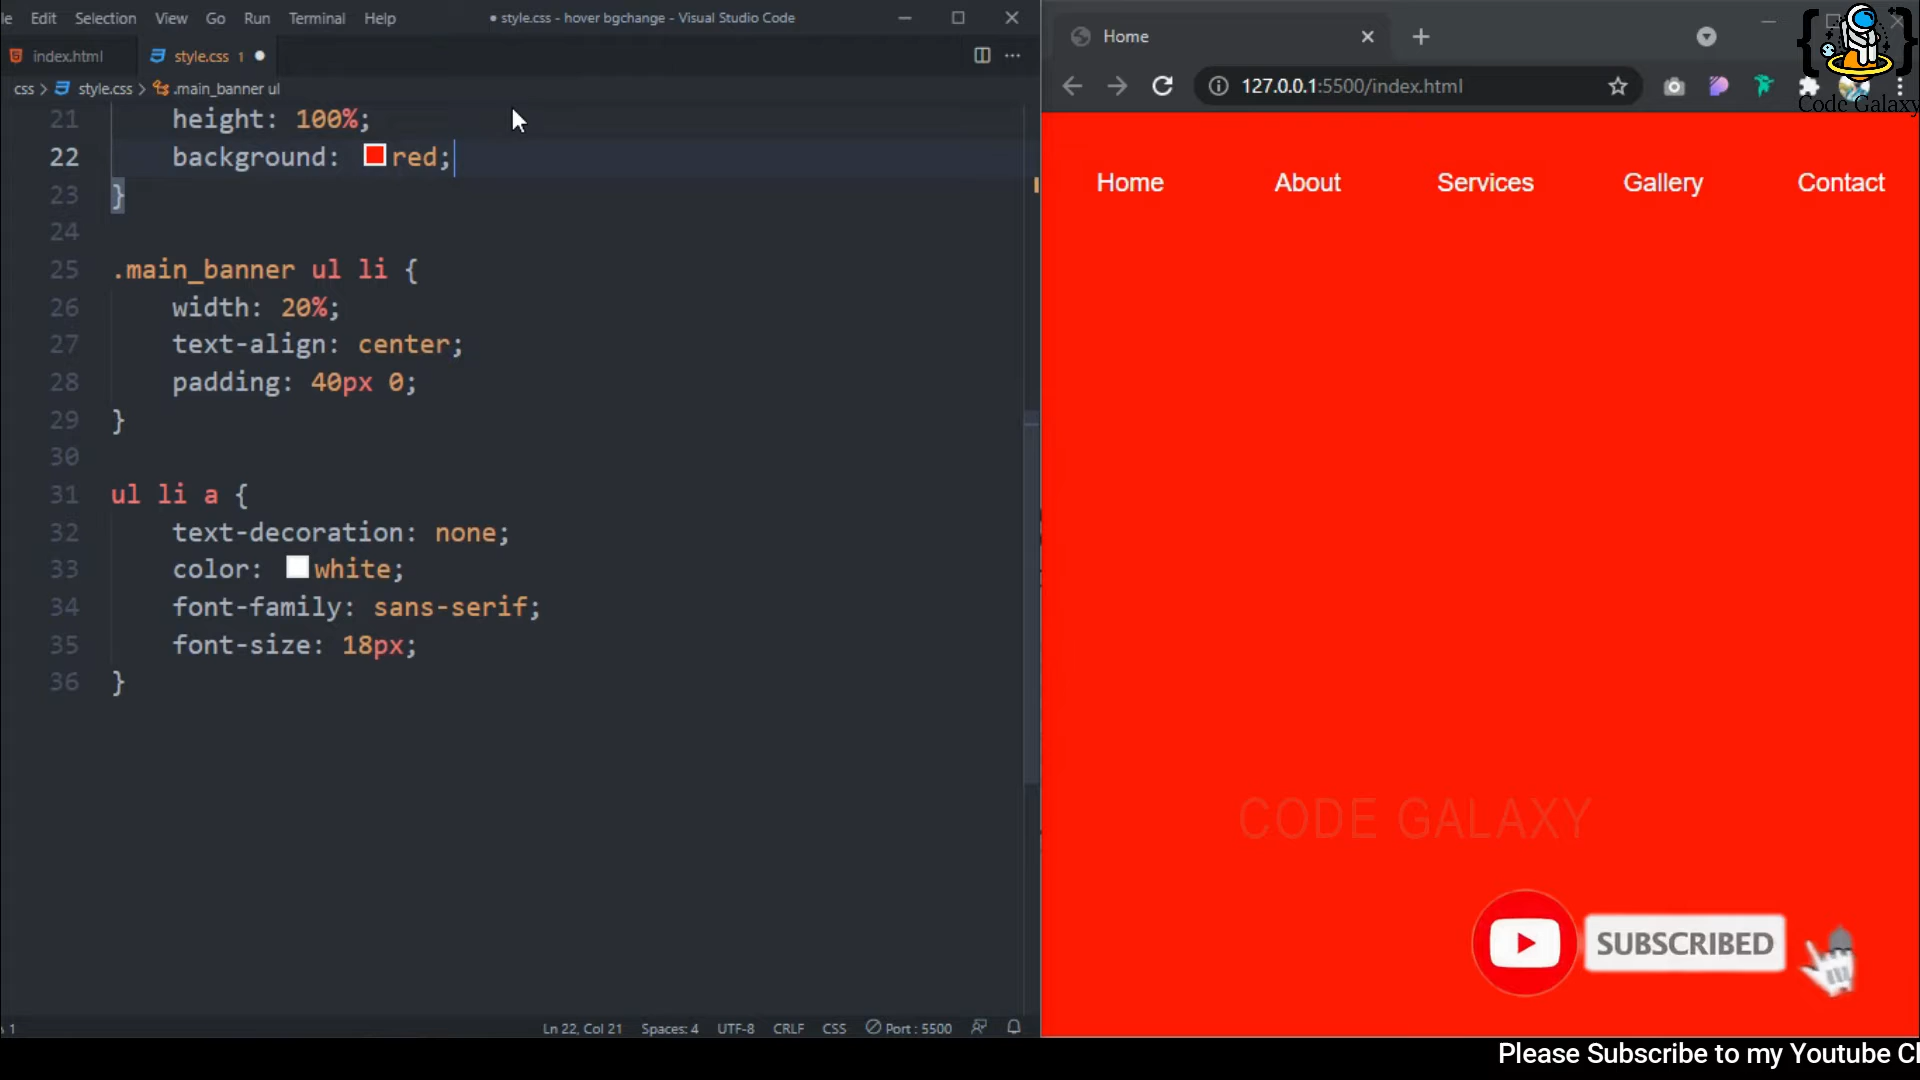 le Edit Selection View Go Run Terminal Help ● style.css - hover bgchange - Visual Studio Code
index.html style.css 1 ●
css > style.css > .main_banner ul
21 height: 100%;
22 background: red;
23 }
24
25 .main_banner ul li {
26 width: 20%;
27 text-align: center;
28 padding: 40px 0;
29 }
30
31 ul li a {
32 text-decoration: none;
33 color: white;
34 font-family: sans-serif;
35 font-size: 18px;
36 }
1 Ln 22, Col 21 Spaces: 4 UTF-8 CRLF CSS Port : 5500
Home
127.0.0.1:5500/index.html
Code Galaxy
Home About Services Gallery Contact
CODE GALAXY
SUBSCRIBED
Please Subscribe to my Youtube Cl